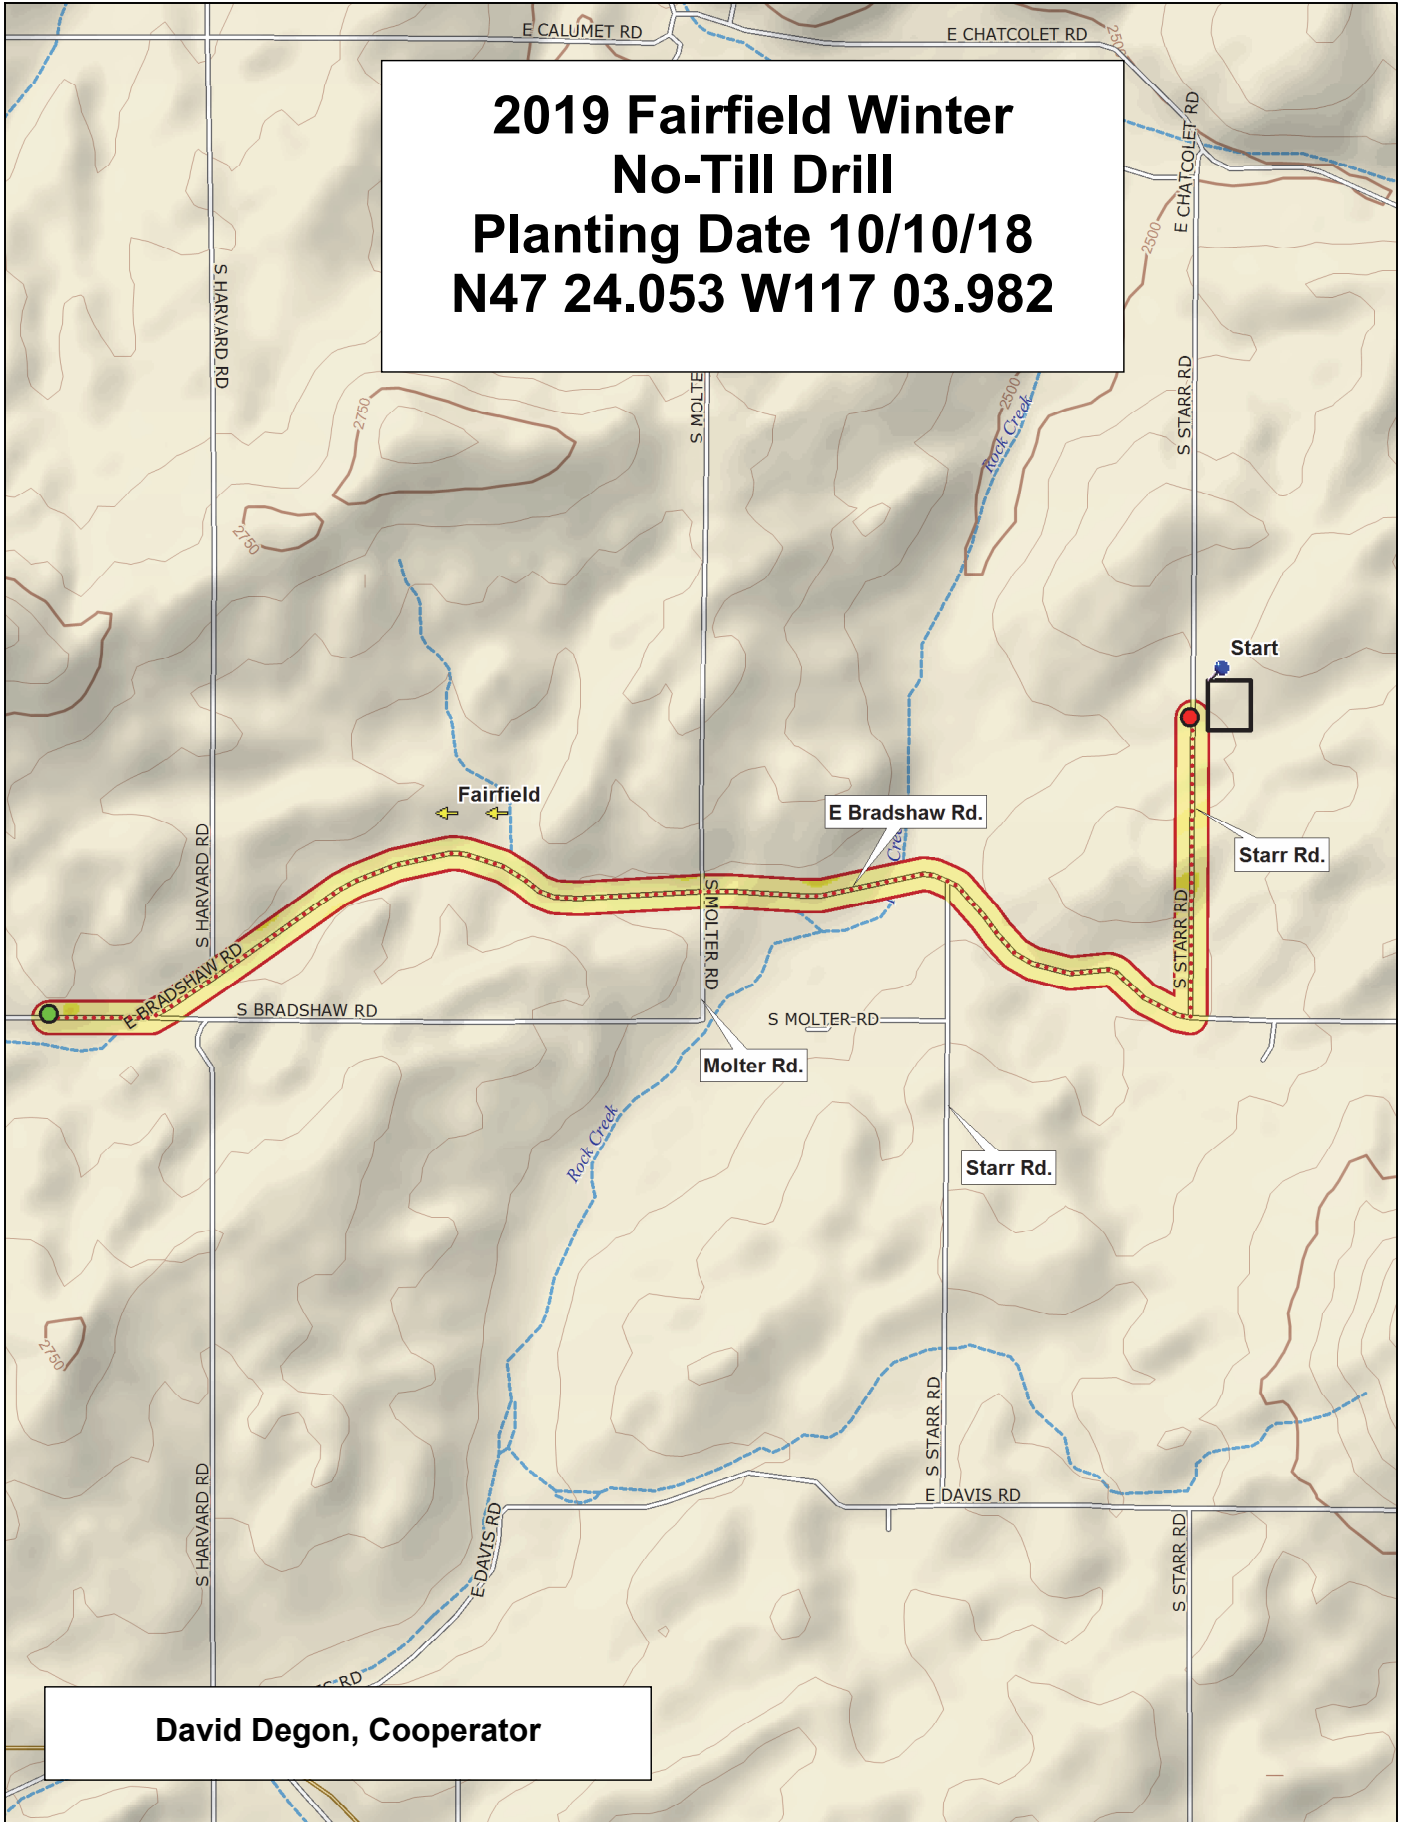 E CALUMET RD
E CHATCOLET RD
2500
2019 Fairfield Winter
No-Till Drill
Planting Date 10/10/18
N47 24.053 W117 03.982
E CHATCOLET RD
2500
S HARVARD RD
S STARR RD
S MOLTE
2500
Rock Creek
2750
2750
Start
Fairfield
E Bradshaw Rd.
Starr Rd.
S HARVARD RD
S MOLTER RD
S STARR RD
E BRADSHAW RD
S BRADSHAW RD
S MOLTER RD
Molter Rd.
Rock Creek
Starr Rd.
2750
S STARR RD
S HARVARD RD
E DAVIS RD
E DAVIS RD
S STARR RD
RD
David Degon, Cooperator